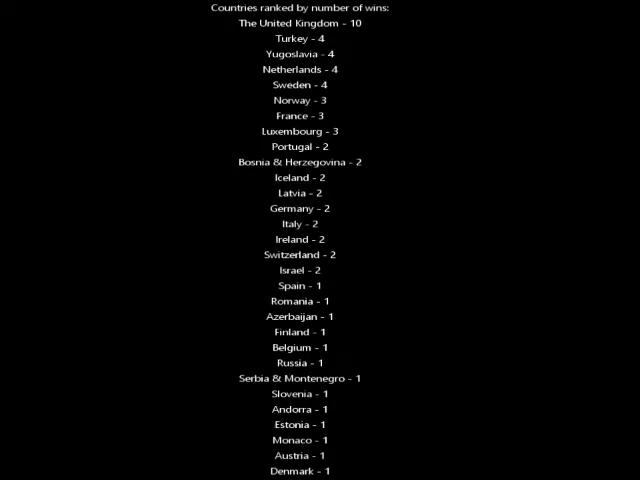 Countries ranked by number of wins:
The United Kingdom - 10
Turkey - 4
Yugoslavia - 4
Netherlands - 4
Sweden - 4
Norway - 3
France - 3
Luxembourg - 3
Portugal - 2
Bosnia & Herzegovina - 2
Iceland - 2
Latvia - 2
Germany - 2
Italy - 2
Ireland - 2
Switzerland - 2
Israel - 2
Spain - 1
Romania - 1
Azerbaijan - 1
Finland - 1
Belgium - 1
Russia - 1
Serbia & Montenegro - 1
Slovenia - 1
Andorra - 1
Estonia - 1
Monaco - 1
Austria - 1
Denmark - 1